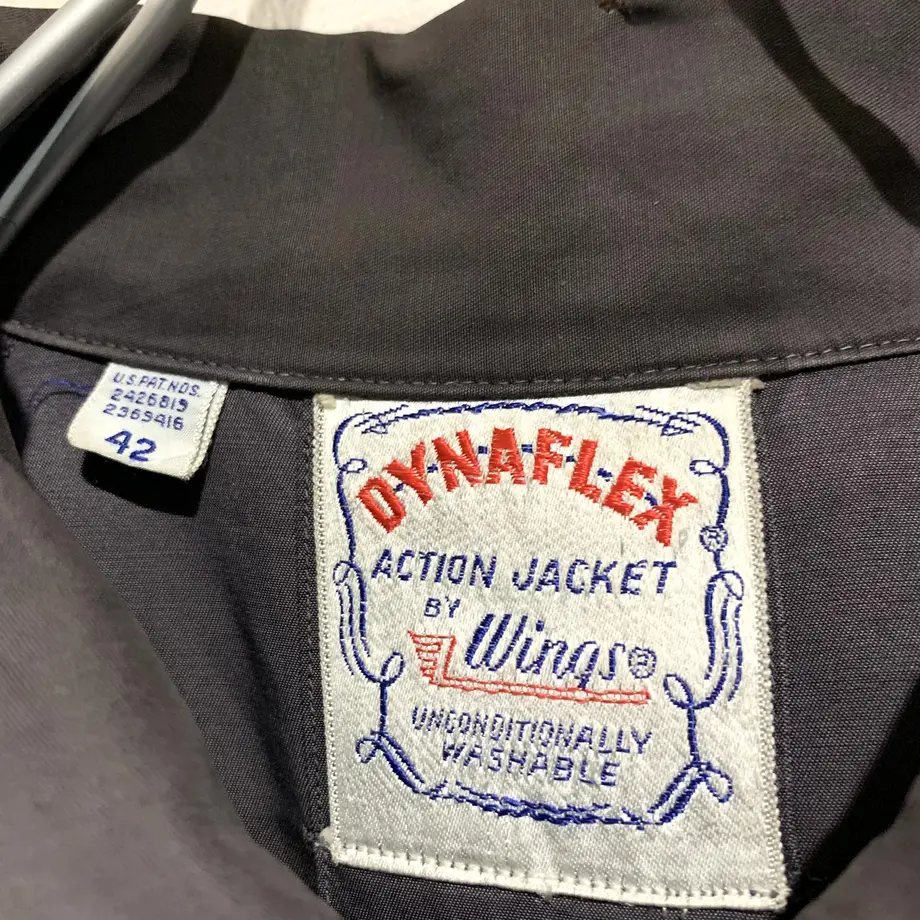 U.S. PAT. NOS.
2426819
2369416
42
DYNAFLEX®
ACTION JACKET
BY
Wings®
UNCONDITIONALLY
WASHABLE